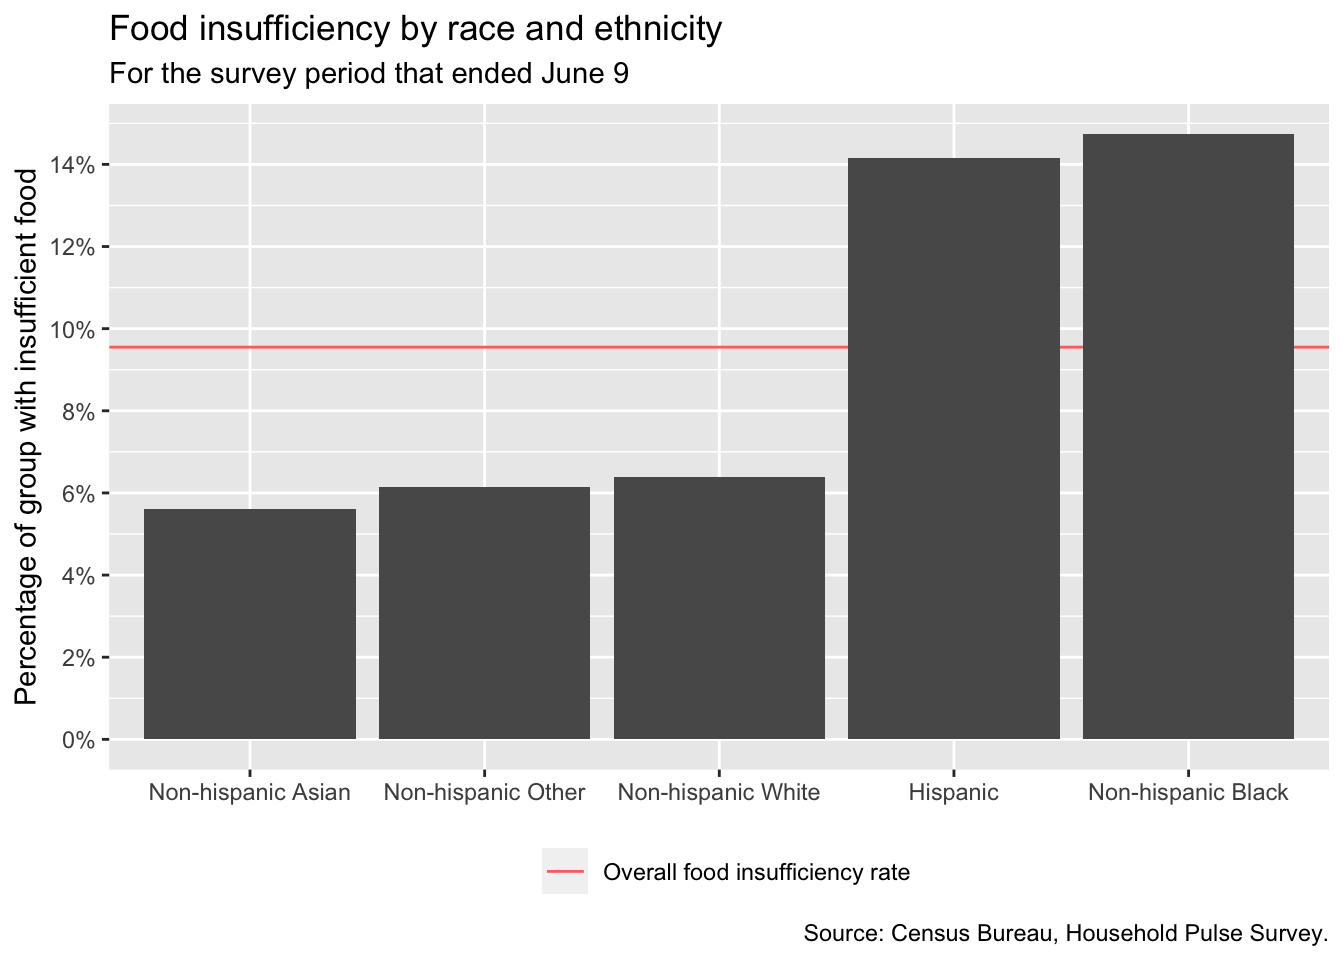 Food insufficiency by race and ethnicity
For the survey period that ended June 9
Percentage of group with insufficient food
14%
12%
10%
8%
6%
4%
2%
0%
Non-hispanic Asian
Non-hispanic Other
Non-hispanic White
Hispanic
Non-hispanic Black
Overall food insufficiency rate
Source: Census Bureau, Household Pulse Survey.